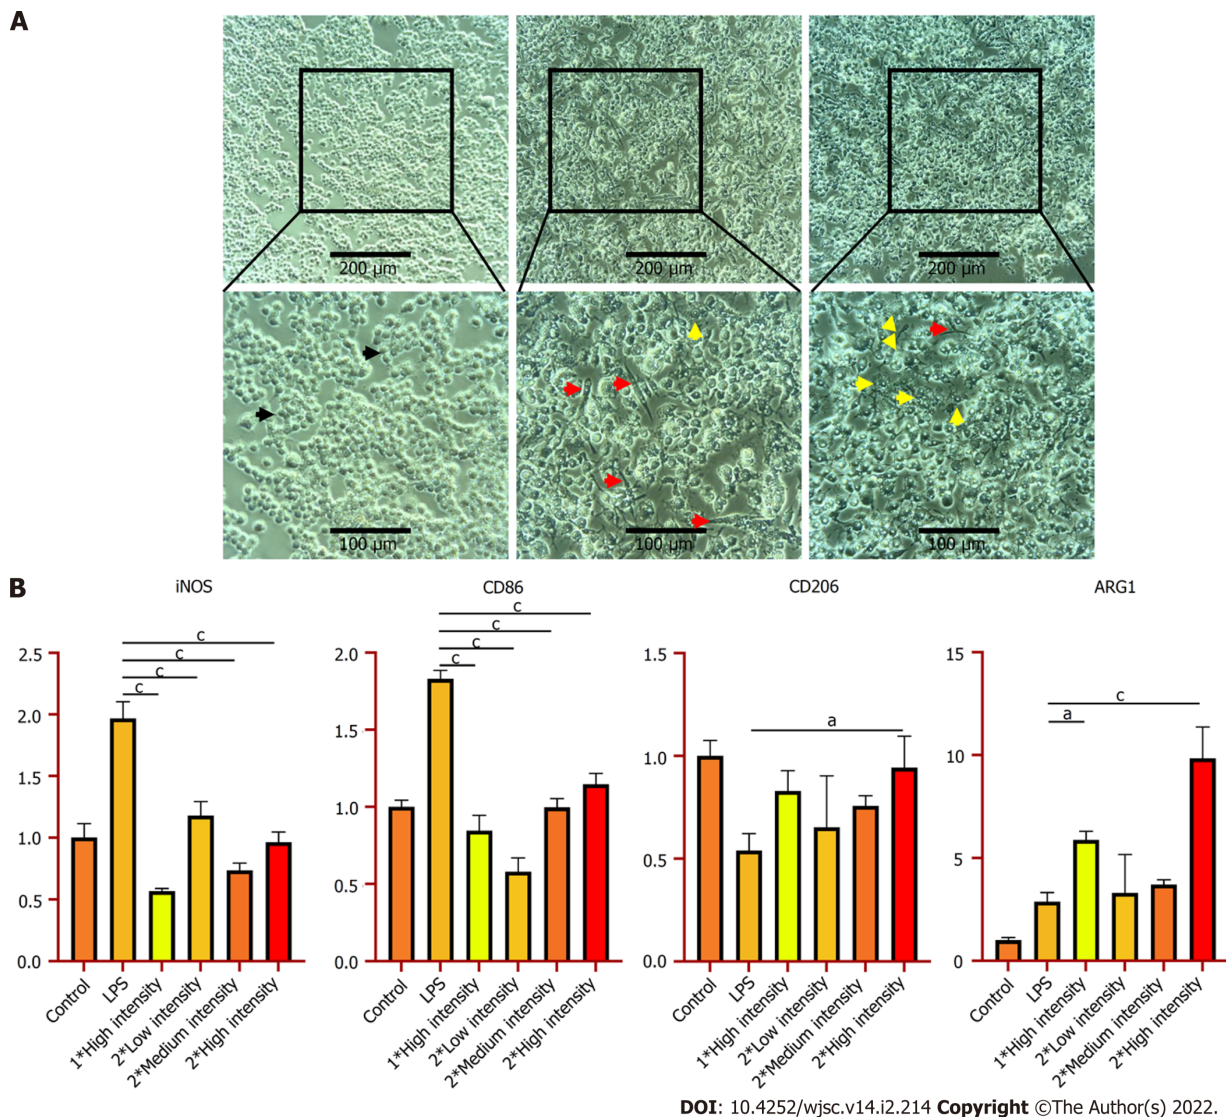 A
200 μm
200 μm
200 μm
100 μm
100 μm
100 μm
B
iNOS
CD86
CD206
ARG1
2.5
2.0
1.5
1.0
0.5
0.0
c
c
c
c
Control
LPS
1*High intensity
2*Low intensity
2*Medium intensity
2*High intensity
2.0
1.5
1.0
0.5
0.0
c
c
c
c
Control
LPS
1*High intensity
2*Low intensity
2*Medium intensity
2*High intensity
1.5
1.0
0.5
0.0
a
Control
LPS
1*High intensity
2*Low intensity
2*Medium intensity
2*High intensity
15
10
5
0
c
a
Control
LPS
1*High intensity
2*Low intensity
2*Medium intensity
2*High intensity
DOI: 10.4252/wjsc.v14.i2.214 Copyright ©The Author(s) 2022.